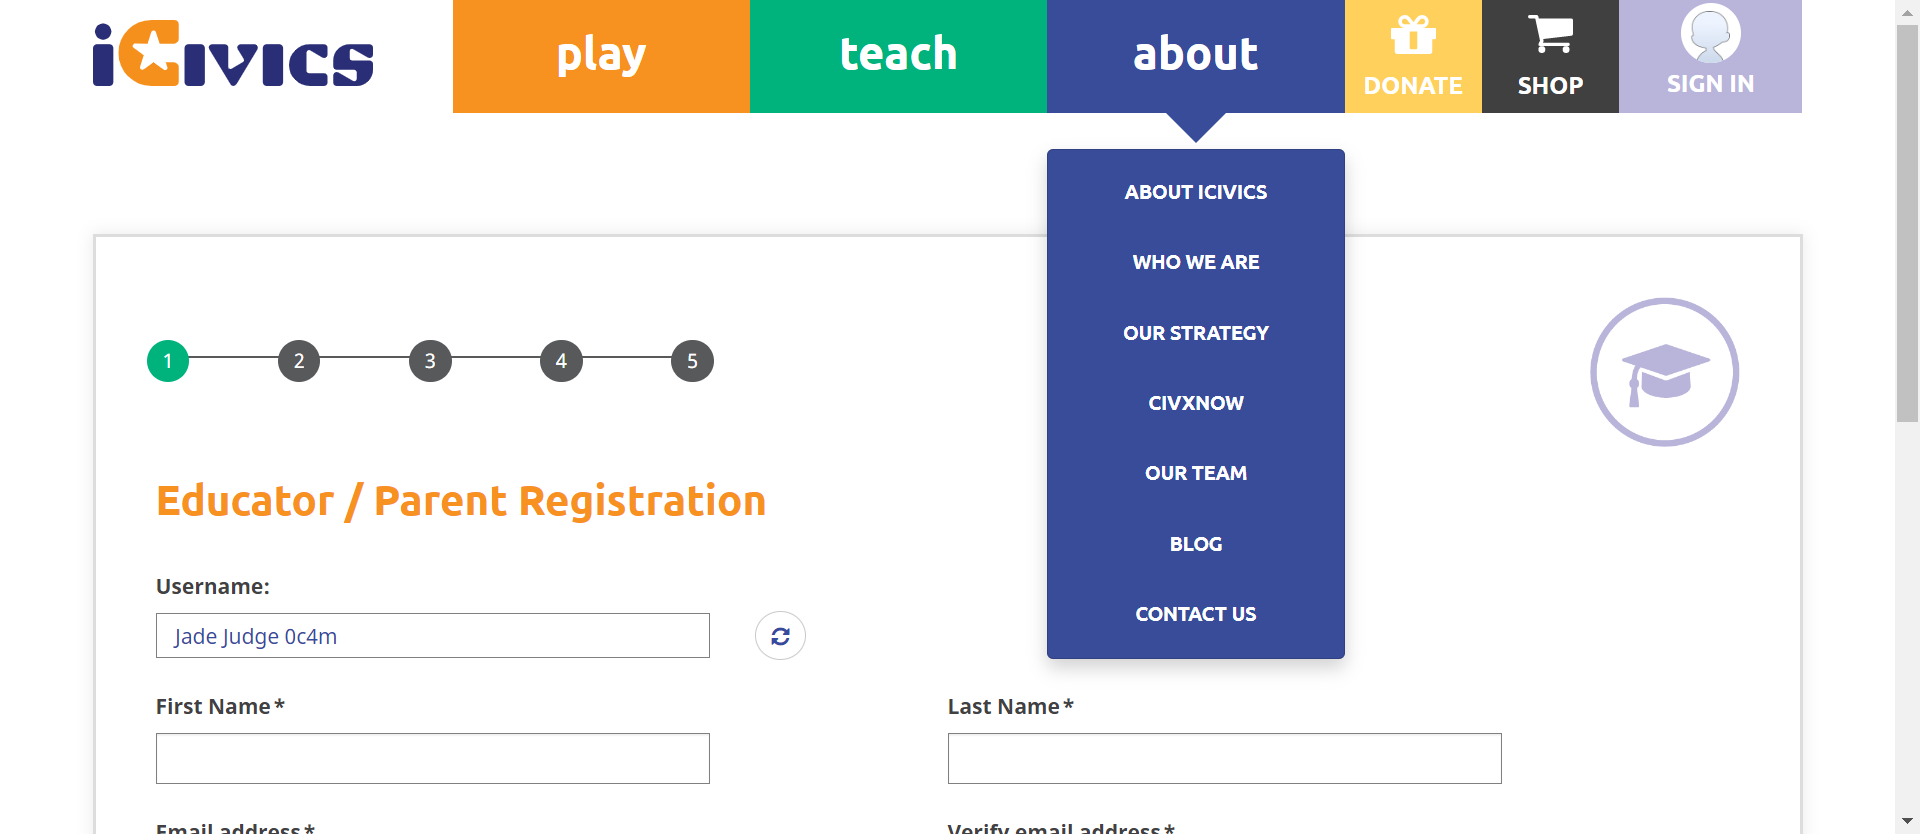 iCivics
play
teach
about
DONATE
SHOP
SIGN IN
ABOUT ICIVICS
WHO WE ARE
OUR STRATEGY
CIVXNOW
OUR TEAM
BLOG
CONTACT US
1 2 3 4 5
Educator / Parent Registration
Username:
Jade Judge 0c4m
First Name*
Last Name*
Email address*
Verify email address*